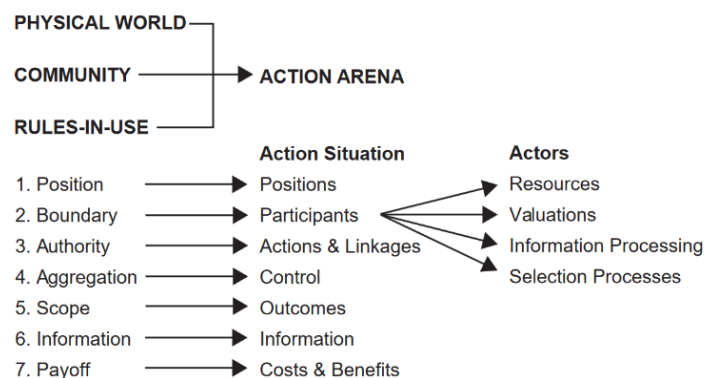 PHYSICAL WORLD
COMMUNITY
ACTION ARENA
RULES-IN-USE
Action Situation
Actors
1. Position
Positions
Resources
2. Boundary
Participants
Valuations
3. Authority
Actions & Linkages
Information Processing
4. Aggregation
Control
Selection Processes
5. Scope
Outcomes
6. Information
Information
7. Payoff
Costs & Benefits